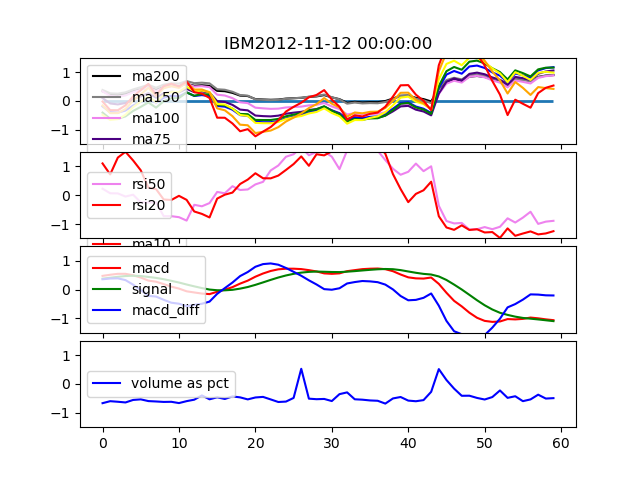 IBM2012-11-12 00:00:00
1
0
−1
ma200
ma150
ma100
ma75
1
0
−1
rsi50
rsi20
ma10
1
0
−1
macd
signal
macd_diff
1
0
−1
volume as pct
0 10 20 30 40 50 60